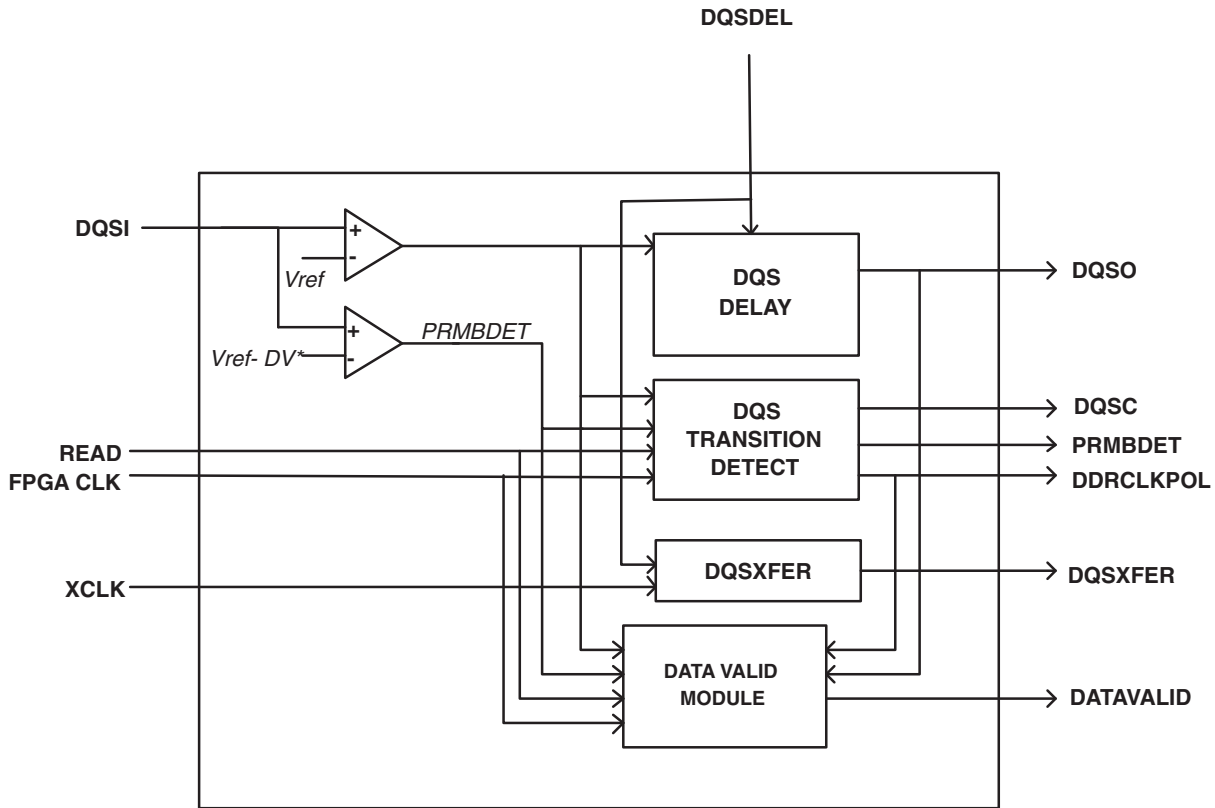 DQSDEL
DQSI
+
-
Vref
DQS
DELAY
DQSO
+
-
Vref- DV*
PRMBDET
DQS
TRANSITION
DETECT
DQSC
PRMBDET
DDRCLKPOL
READ
FPGA CLK
DQSXFER
DQSXFER
XCLK
DATA VALID
MODULE
DATAVALID